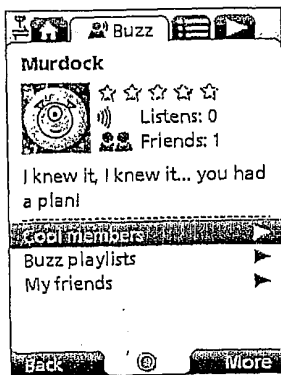 Buzz
Murdock
Listens: 0
Friends: 1
I knew it, I knew it... you had
a plan!
Cool members
Buzz playlists
My friends
Back
More